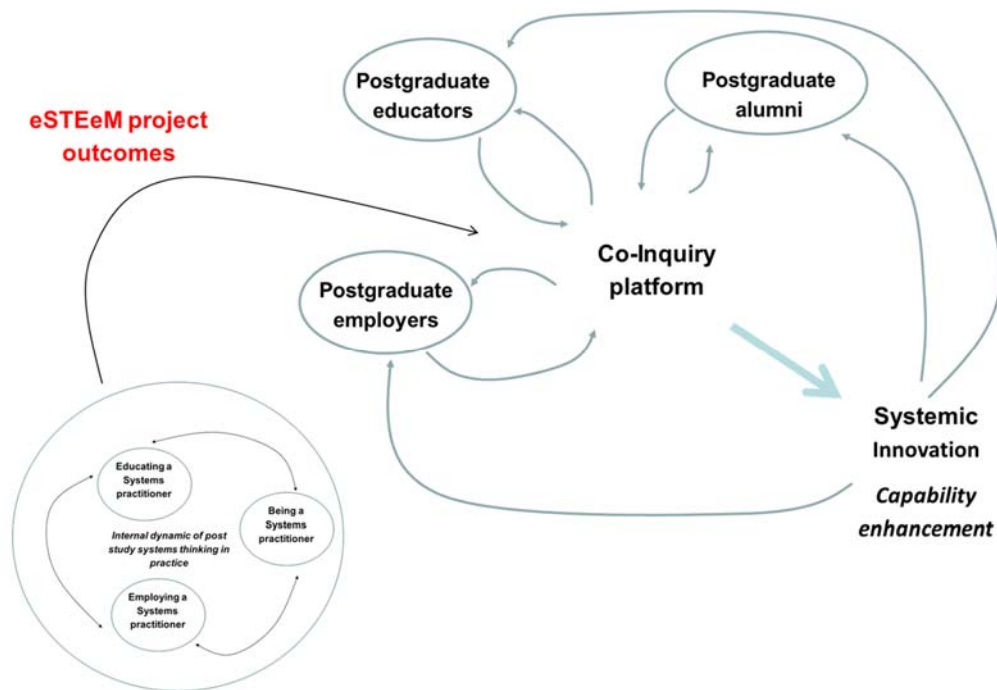 Postgraduate
educators
Postgraduate
alumni
eSTEeM project
outcomes
Co-Inquiry
platform
Postgraduate
employers
Systemic
Innovation
Capability
enhancement
Educating a
Systems
practitioner
Being a
Systems
practitioner
Internal dynamic of post
study systems thinking in
practice
Employing a
Systems
practitioner